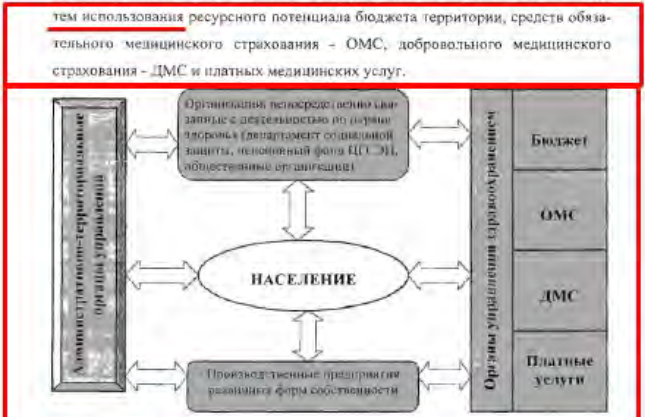 тем использования ресурсного потенциала бюджета территории, средств обяза-
тельного медицинского страхования - ОМС, добровольного медицинского
страхования - ДМС и платных медицинских услуг.
Административно-территориальные
органы управления
Организации непосредственно свя-
занные с деятельностью по охране
здоровья (департамент социальной
защиты, пенсионный фонд ЦГСЭН,
общественные организации)
НАСЕЛЕНИЕ
Производственные предприятия
различных форм собственности
Органы управления здравоохранением
Бюджет
ОМС
ДМС
Платные
услуги